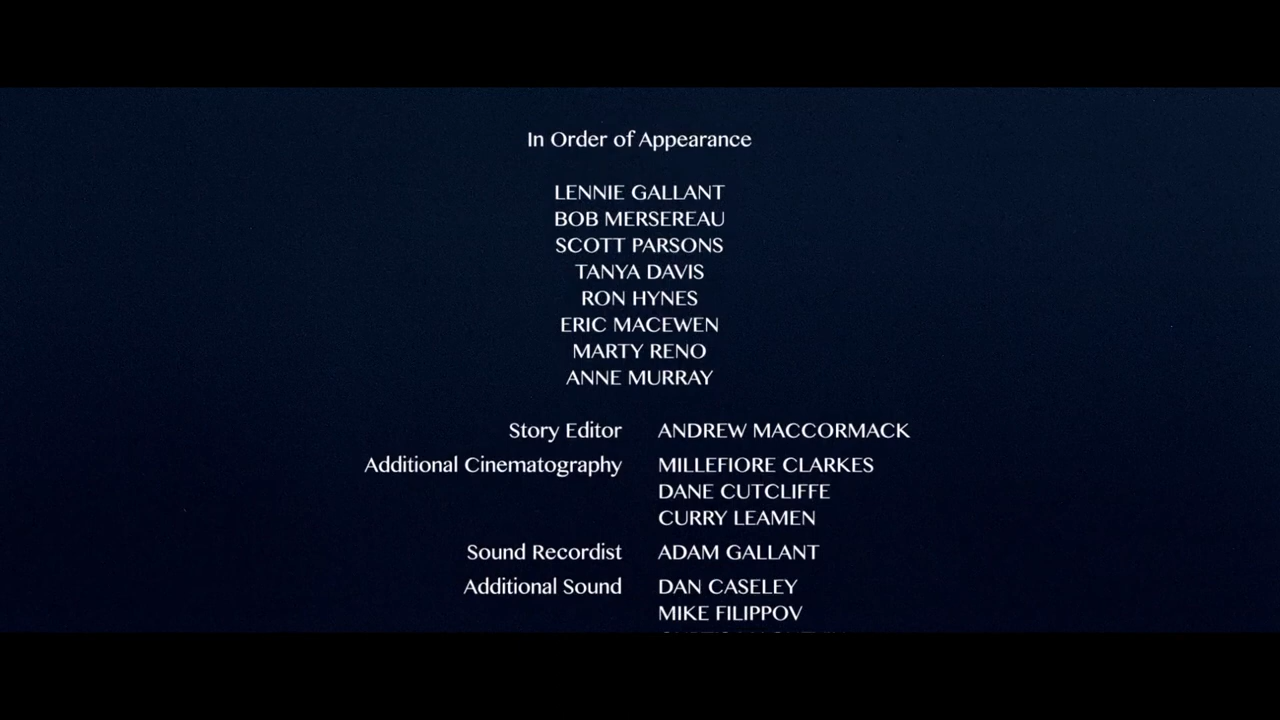 In Order of Appearance
LENNIE GALLANT
BOB MERSEREAU
SCOTT PARSONS
TANYA DAVIS
RON HYNES
ERIC MACEWEN
MARTY RENO
ANNE MURRAY
Story Editor ANDREW MACCORMACK
Additional Cinematography MILLEFIORE CLARKES
DANE CUTCLIFFE
CURRY LEAMEN
Sound Recordist ADAM GALLANT
Additional Sound DAN CASELEY
MIKE FILIPPOV